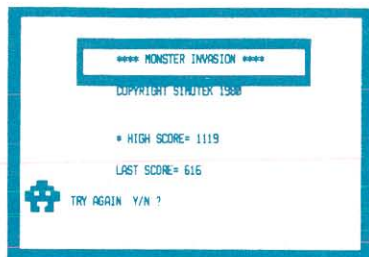 **** MONSTER INVASION ****
COPYRIGHT SIMUTEK 1980
* HIGH SCORE= 1119
LAST SCORE= 616
TRY AGAIN Y/N ?